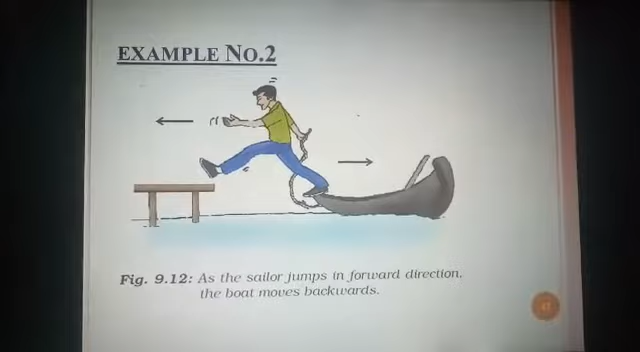 EXAMPLE NO.2
Fig. 9.12: As the sailor jumps in forward direction,
the boat moves backwards.